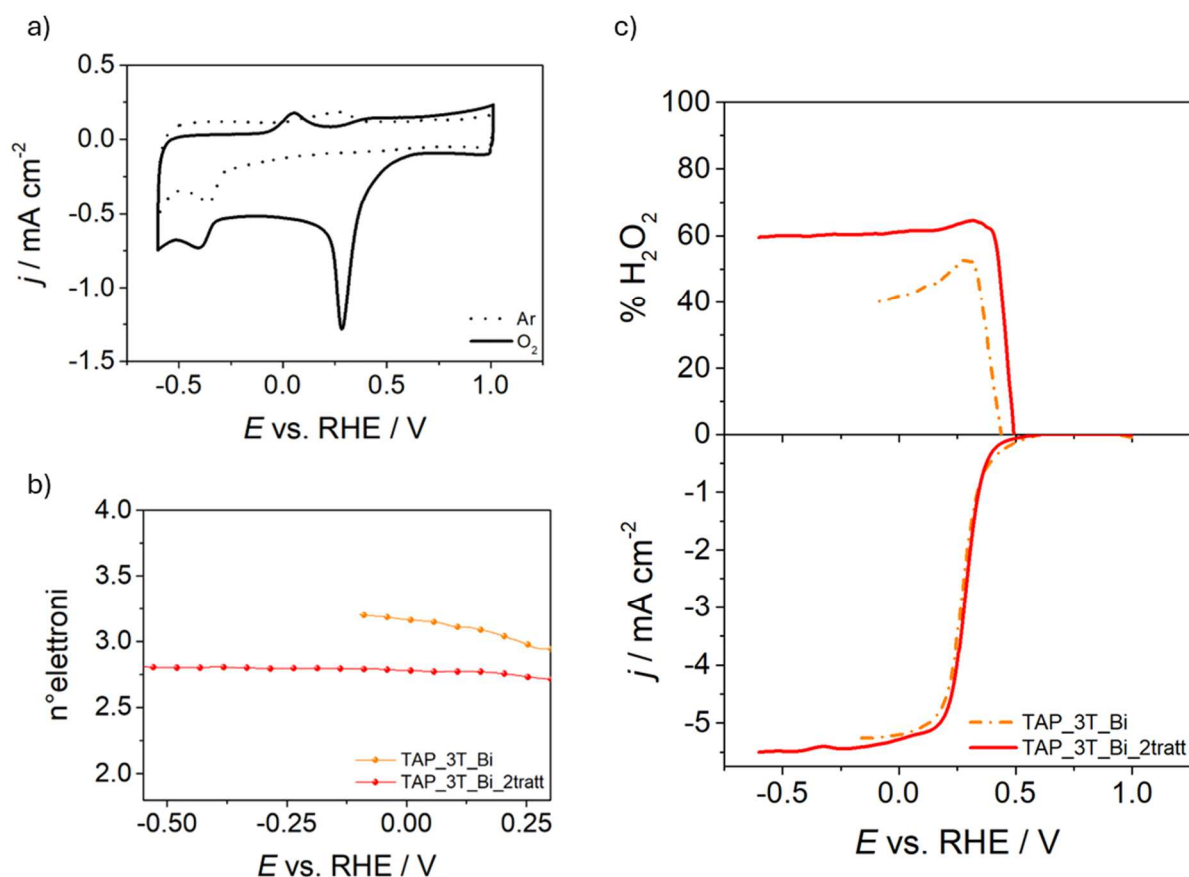 a)
0.5
0.0
-0.5
-1.0
-1.5
j / mA cm⁻²
-0.5 0.0 0.5 1.0
E vs. RHE / V
Ar
O₂
b)
4.0
3.5
3.0
2.5
2.0
n°elettroni
-0.50 -0.25 0.00 0.25
E vs. RHE / V
TAP_3T_Bi
TAP_3T_Bi_2tratt
c)
100
80
60
40
20
0
% H₂O₂
-1
-2
-3
-4
-5
j / mA cm⁻²
-0.5 0.0 0.5 1.0
E vs. RHE / V
TAP_3T_Bi
TAP_3T_Bi_2tratt